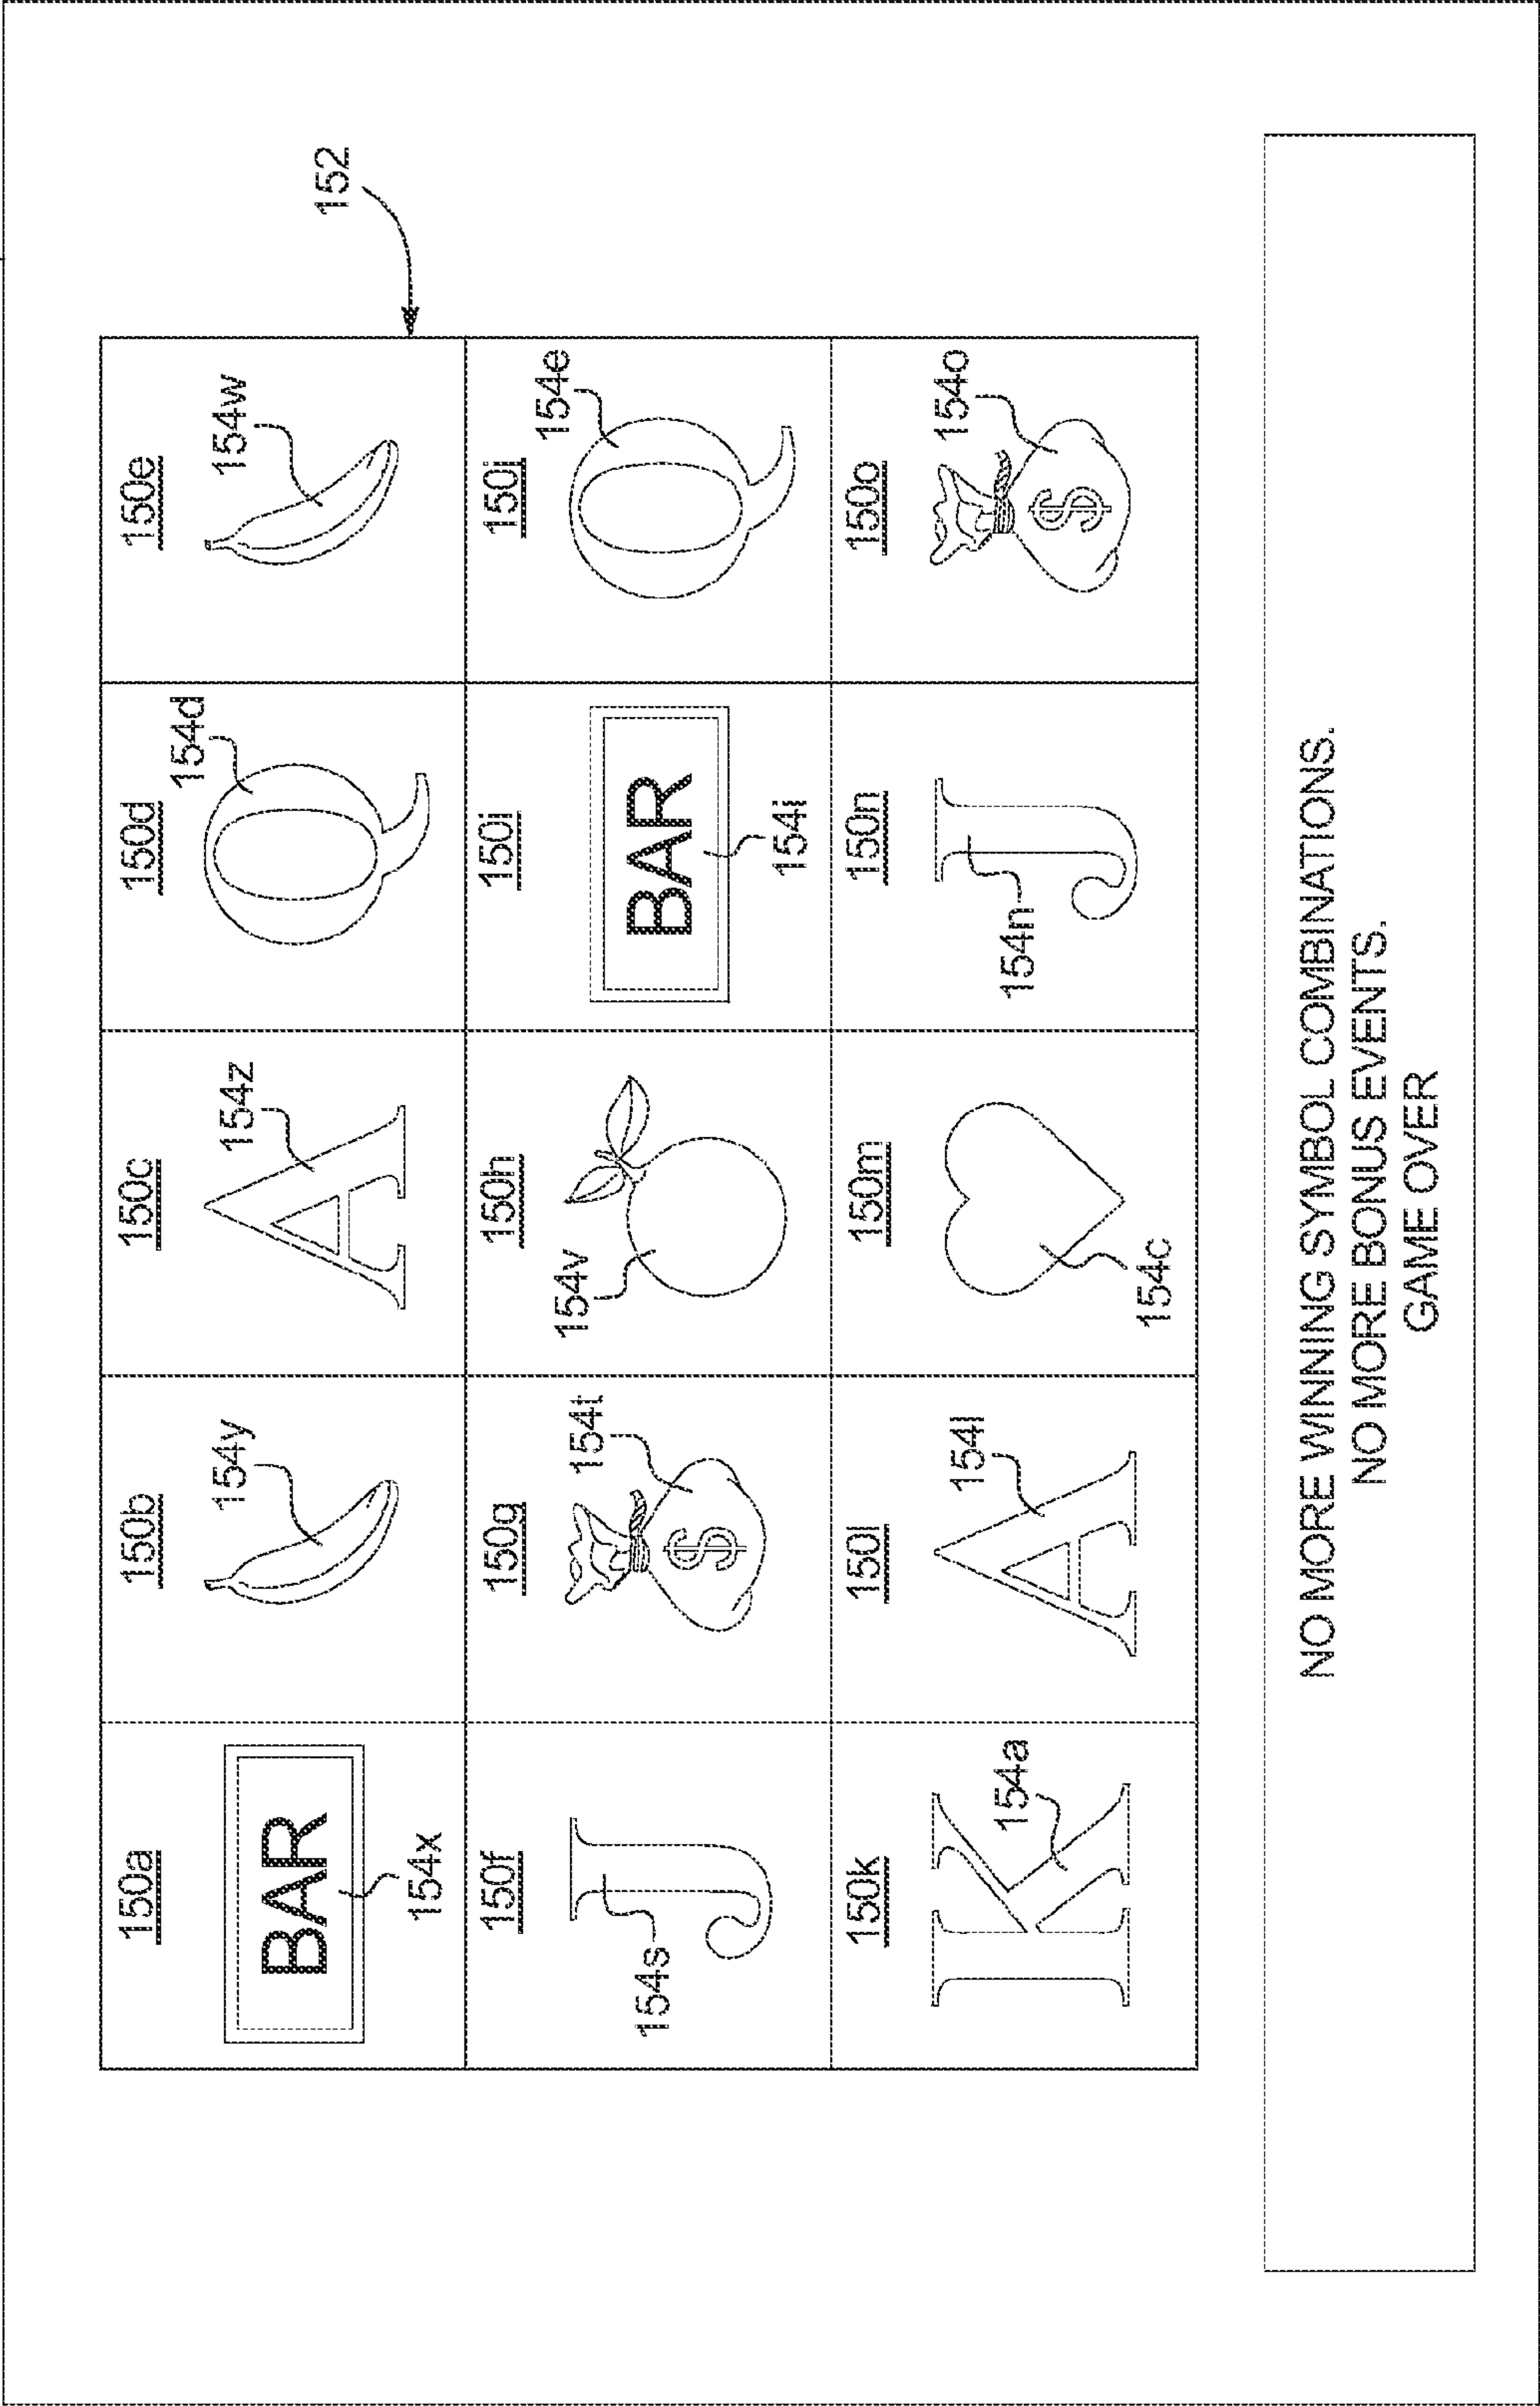 152
150a
150b
150c
150d
150e
BAR
154x
154y
A
154z
Q
154d
154w
150f
150g
150h
150i
150j
J
154s
$
154t
154v
BAR
154i
Q
154e
150k
150l
150m
150n
150o
K
154a
A
154l
154c
J
154n
$
154o
NO MORE WINNING SYMBOL COMBINATIONS.
NO MORE BONUS EVENTS.
GAME OVER